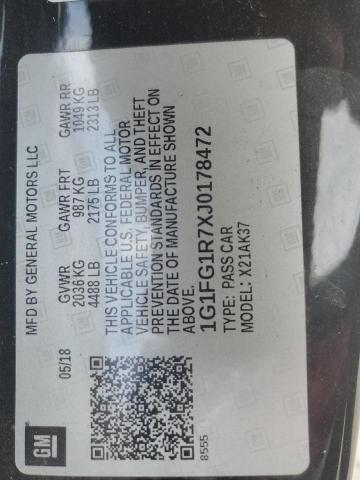 MFD BY GENERAL MOTORS LLC
05/18 GVWR GAWR FRT GAWR RR
2036 KG 987 KG 1049 KG
4488 LB 2175 LB 2313 LB
THIS VEHICLE CONFORMS TO ALL
APPLICABLE U.S. FEDERAL MOTOR
VEHICLE SAFETY, BUMPER, AND THEFT
PREVENTION STANDARDS IN EFFECT ON
THE DATE OF MANUFACTURE SHOWN
ABOVE.
1G1FG1R7XJ0178472
TYPE: PASS CAR
MODEL: X21AK37
GM
8555